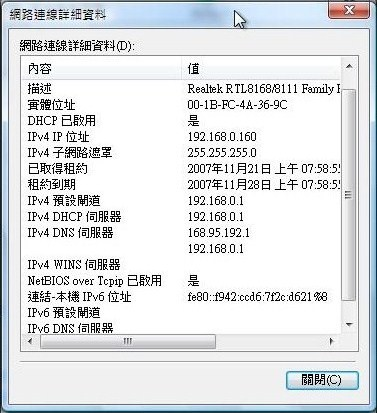 網路連線詳細資料
網路連線詳細資料(D):
內容 值
描述 Realtek RTL8168/8111 Family
實體位址 00-1B-FC-4A-36-9C
DHCP 已啟用 是
IPv4 IP 位址 192.168.0.160
IPv4 子網路遮罩 255.255.255.0
已取得租約 2007年11月21日 上午 07:58:55
租約到期 2007年11月28日 上午 07:58:55
IPv4 預設閘道 192.168.0.1
IPv4 DHCP 伺服器 192.168.0.1
IPv4 DNS 伺服器 168.95.192.1
192.168.0.1
IPv4 WINS 伺服器
NetBIOS over Tcpip 已啟用 是
連結-本機 IPv6 位址 fe80::f942:ccd6:7f2c:d621%8
IPv6 預設閘道
IPv6 DNS 伺服器
關閉(C)